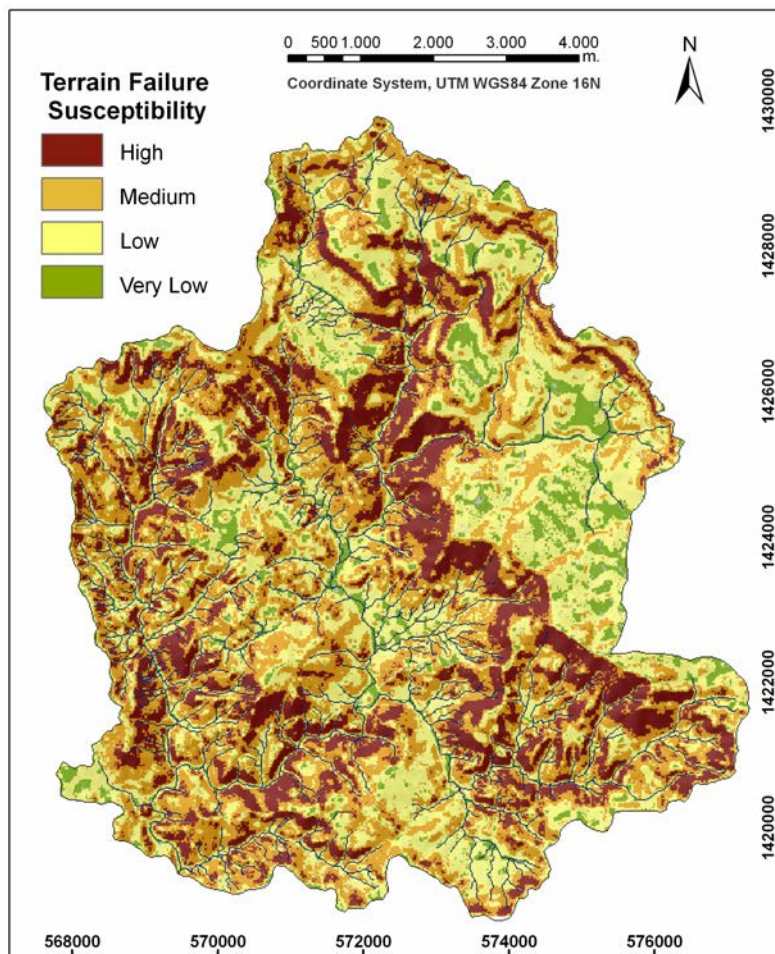 0 500 1.000 2.000 3.000 4.000
m.
Coordinate System, UTM WGS84 Zone 16N
N
Terrain Failure
Susceptibility
High
Medium
Low
Very Low
1430000
1428000
1426000
1424000
1422000
1420000
568000 570000 572000 574000 576000